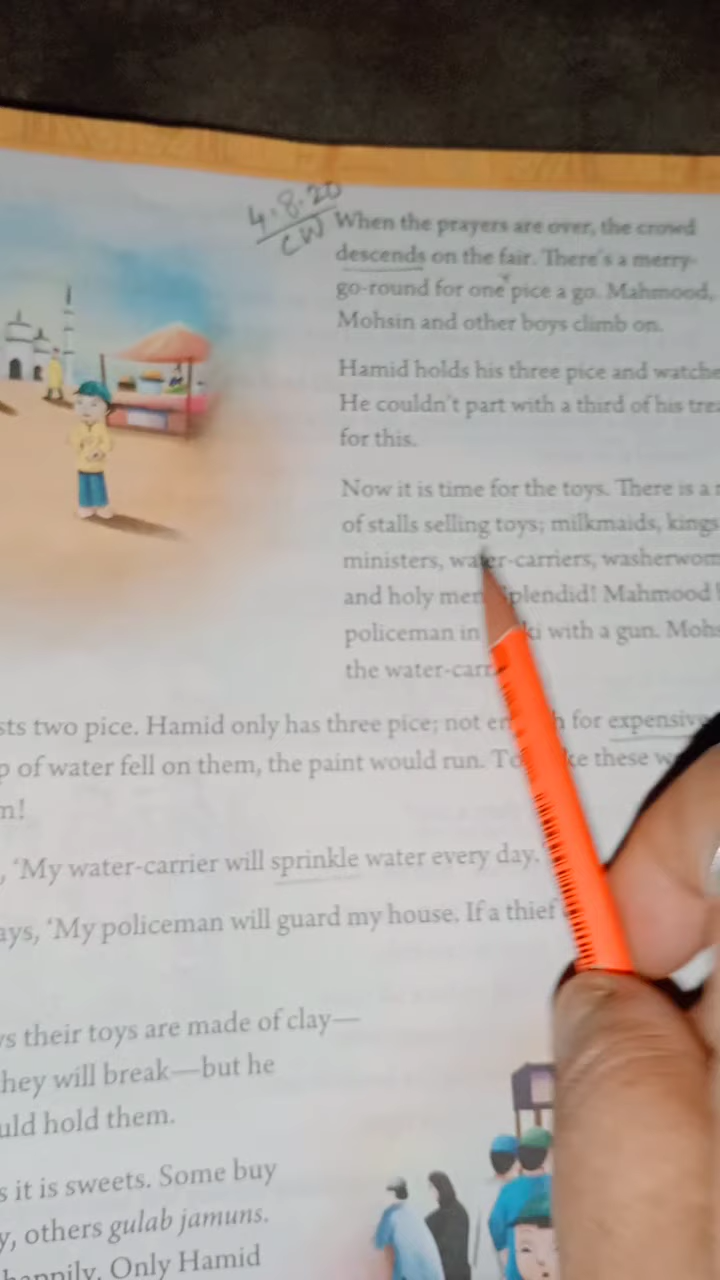 4.8.20
CW
When the prayers are over, the crowd
descends on the fair. There's a merry-
go-round for one pice a go. Mahmood,
Mohsin and other boys climb on.
Hamid holds his three pice and watche
He couldn't part with a third of his trea
for this.
Now it is time for the toys. There is a
of stalls selling toys; milkmaids, kings
ministers, water-carriers, washerwom
and holy men. Splendid! Mahmood
policeman in with a gun. Mohs
the water-carr
sts two pice. Hamid only has three pice; not for expensive
p of water fell on them, the paint would run. To these w
n!
, 'My water-carrier will sprinkle water every day.
ays, 'My policeman will guard my house. If a thief
ys their toys are made of clay—
they will break—but he
uld hold them.
s it is sweets. Some buy
y, others gulab jamuns.
happily. Only Hamid